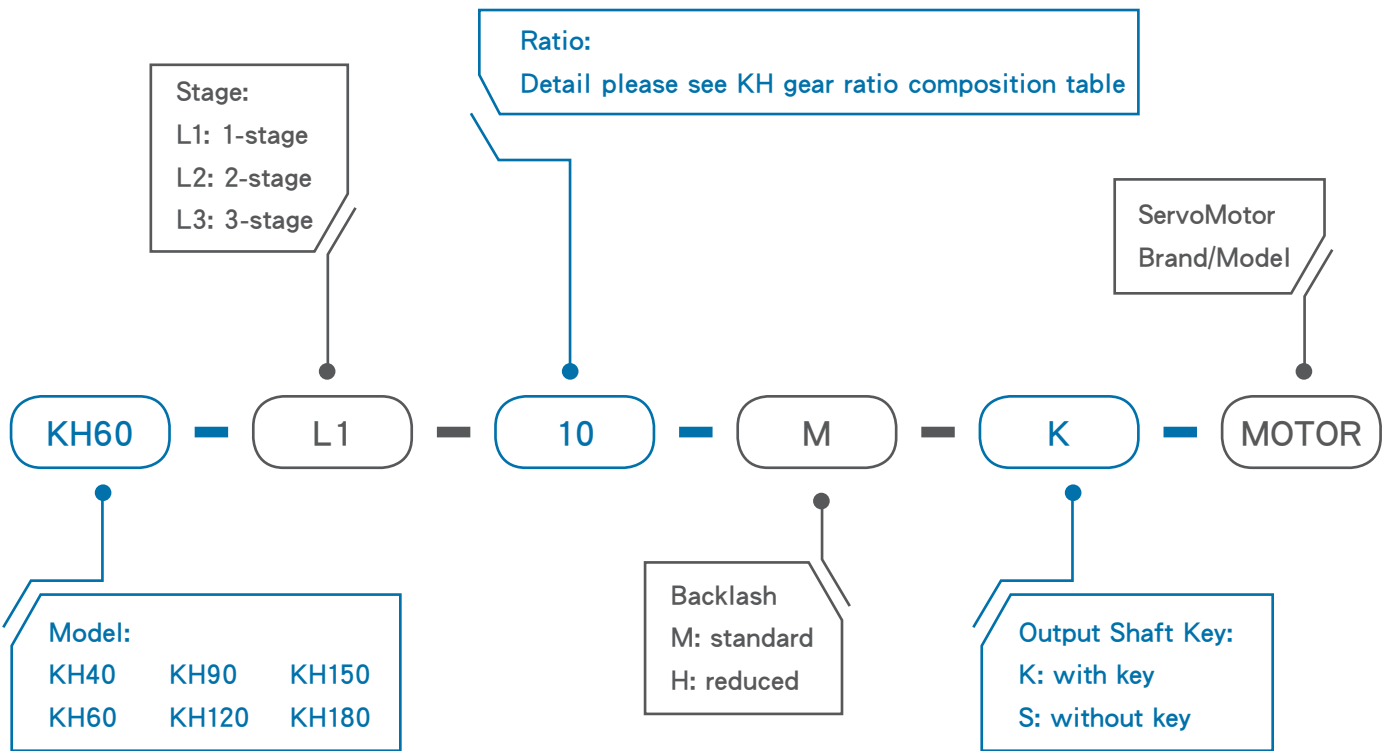 Ratio:
Detail please see KH gear ratio composition table
Stage:
L1: 1-stage
L2: 2-stage
L3: 3-stage
ServoMotor
Brand/Model
KH60 - L1 - 10 - M - K - MOTOR
Model:
KH40 KH90 KH150
KH60 KH120 KH180
Backlash
M: standard
H: reduced
Output Shaft Key:
K: with key
S: without key